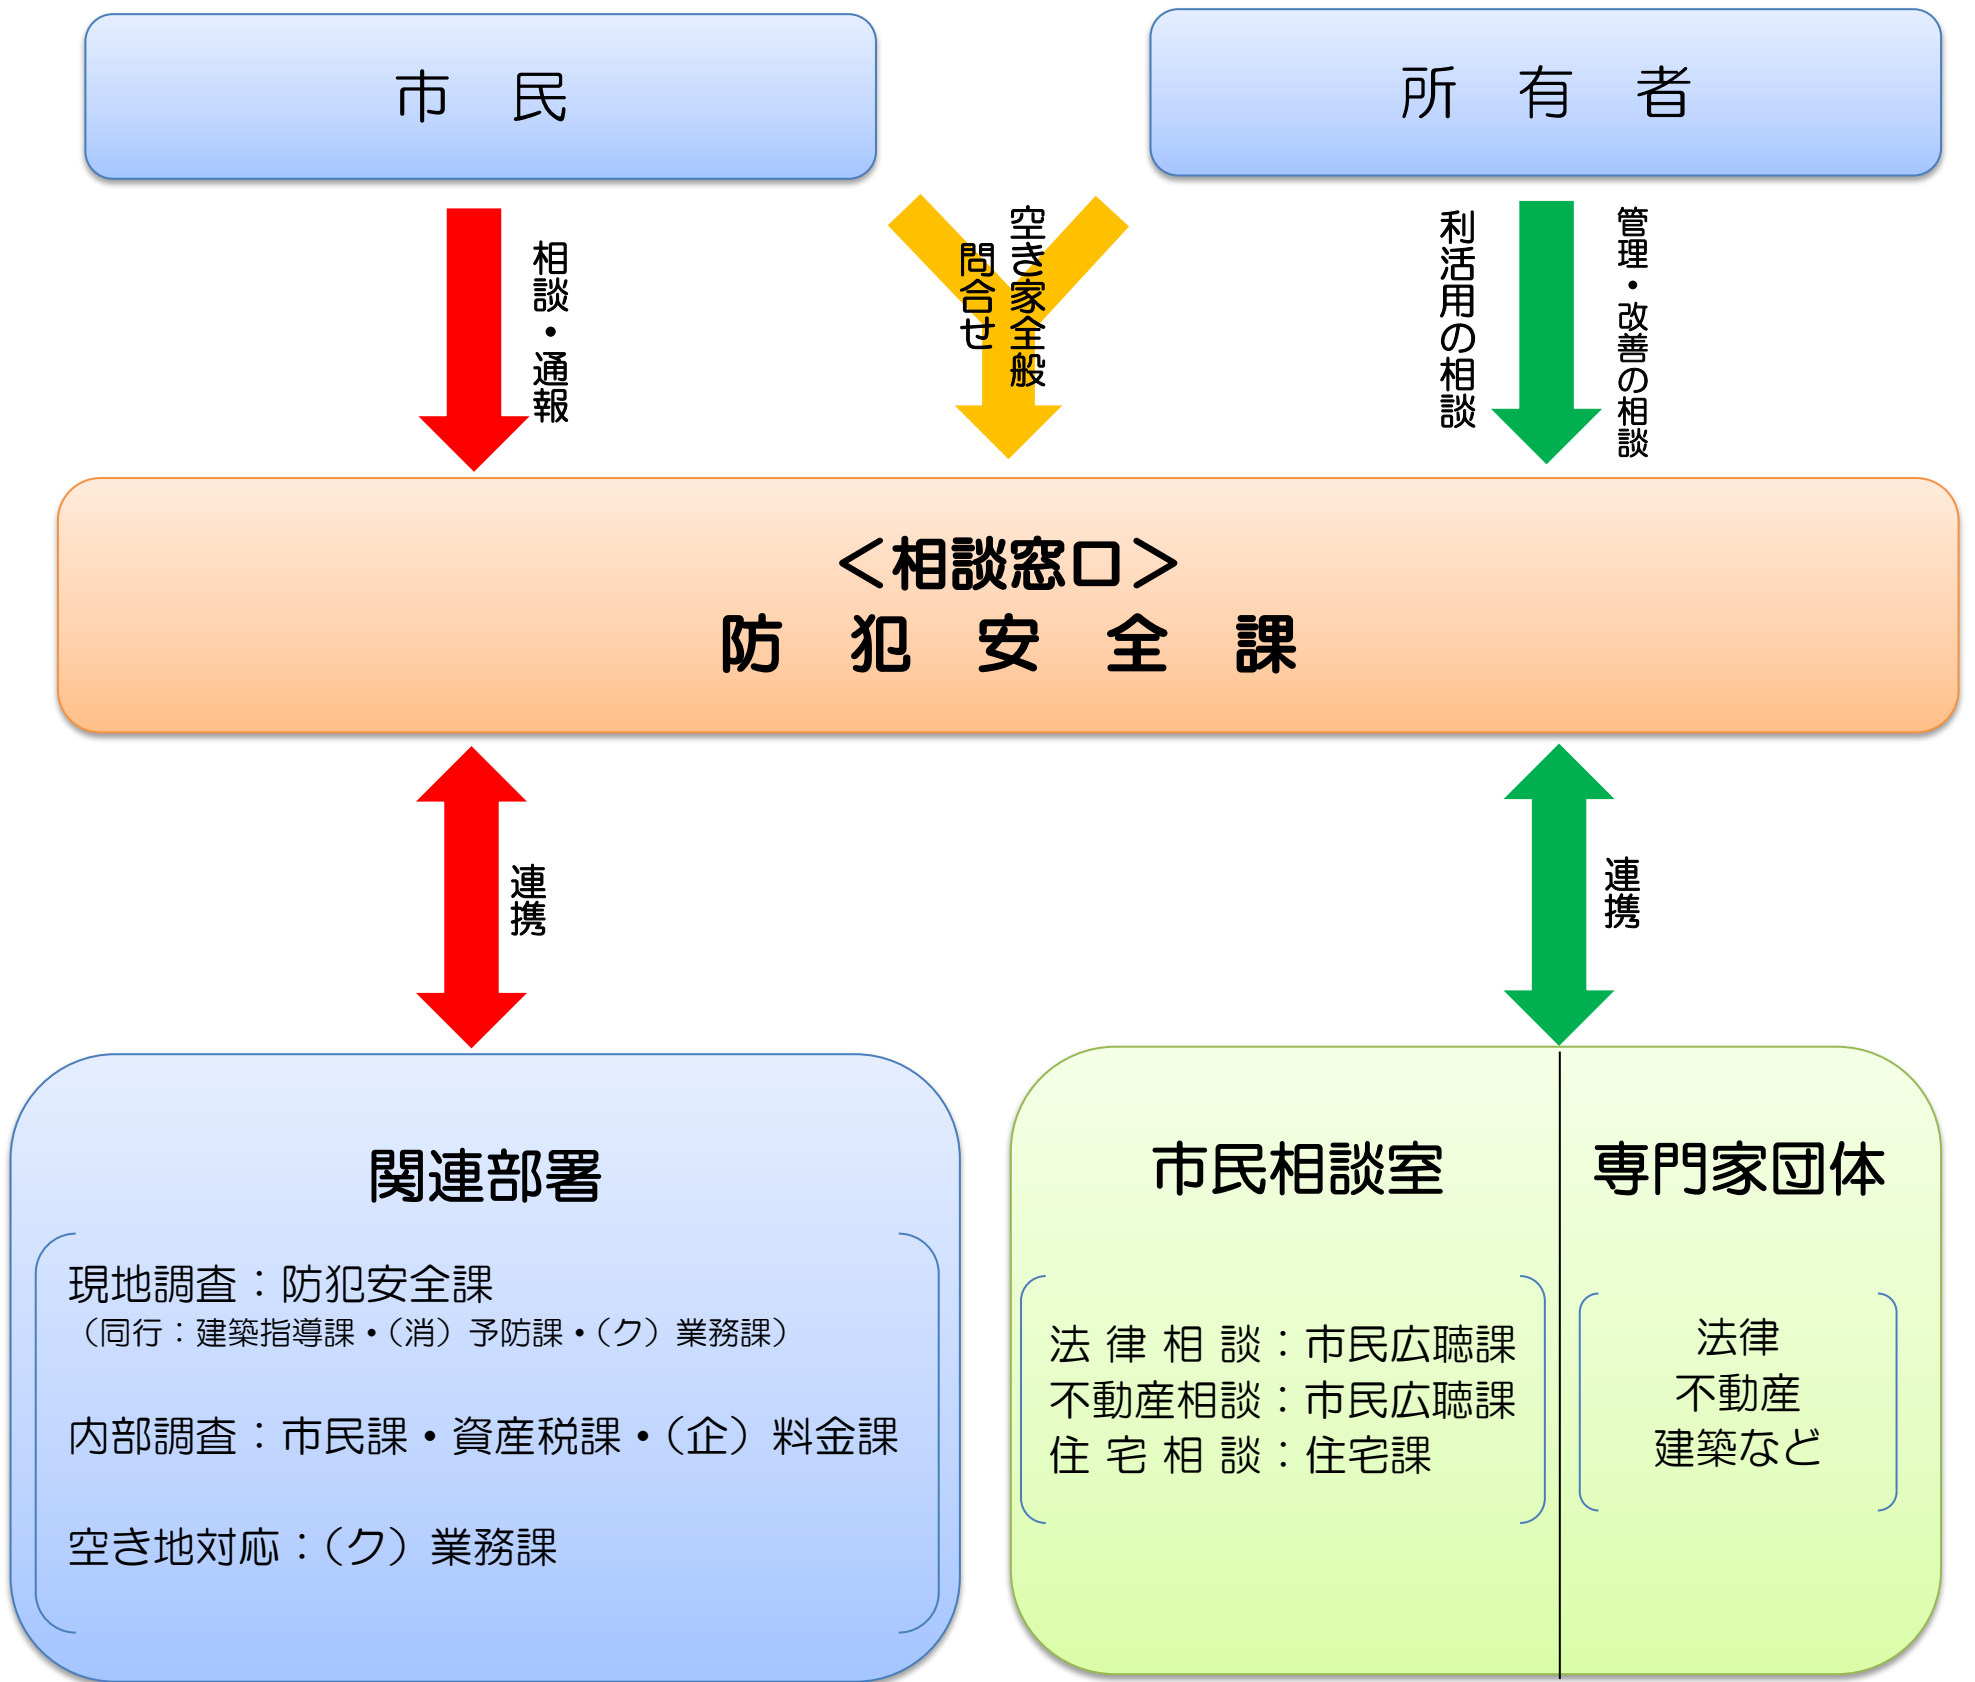 市　民
所　有　者
相談・通報
空き家全般
問合せ
利活用の相談
管理・改善の相談
＜相談窓口＞
防　犯　安　全　課
連携
連携
関連部署
現地調査：防犯安全課
（同行：建築指導課・（消）予防課・（ク）業務課）
内部調査：市民課・資産税課・（企）料金課
空き地対応：（ク）業務課
市民相談室
法 律 相 談：市民広聴課
不動産相談：市民広聴課
住 宅 相 談：住宅課
専門家団体
法律
不動産
建築など